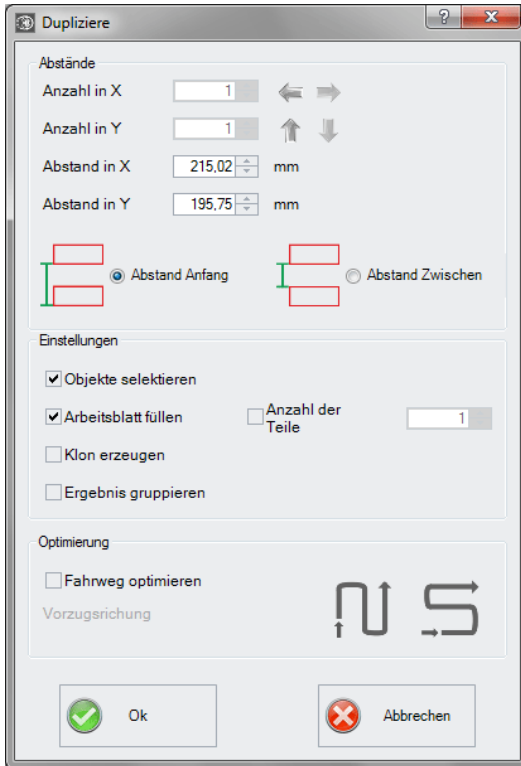 Dupliziere
?
Abstände
Anzahl in X 1
Anzahl in Y 1
Abstand in X 215,02 mm
Abstand in Y 195,75 mm
Abstand Anfang Abstand Zwischen
Einstellungen
Objekte selektieren
Arbeitsblatt füllen Anzahl der Teile 1
Klon erzeugen
Ergebnis gruppieren
Optimierung
Fahrweg optimieren
Vorzugsrichung
Ok Abbrechen